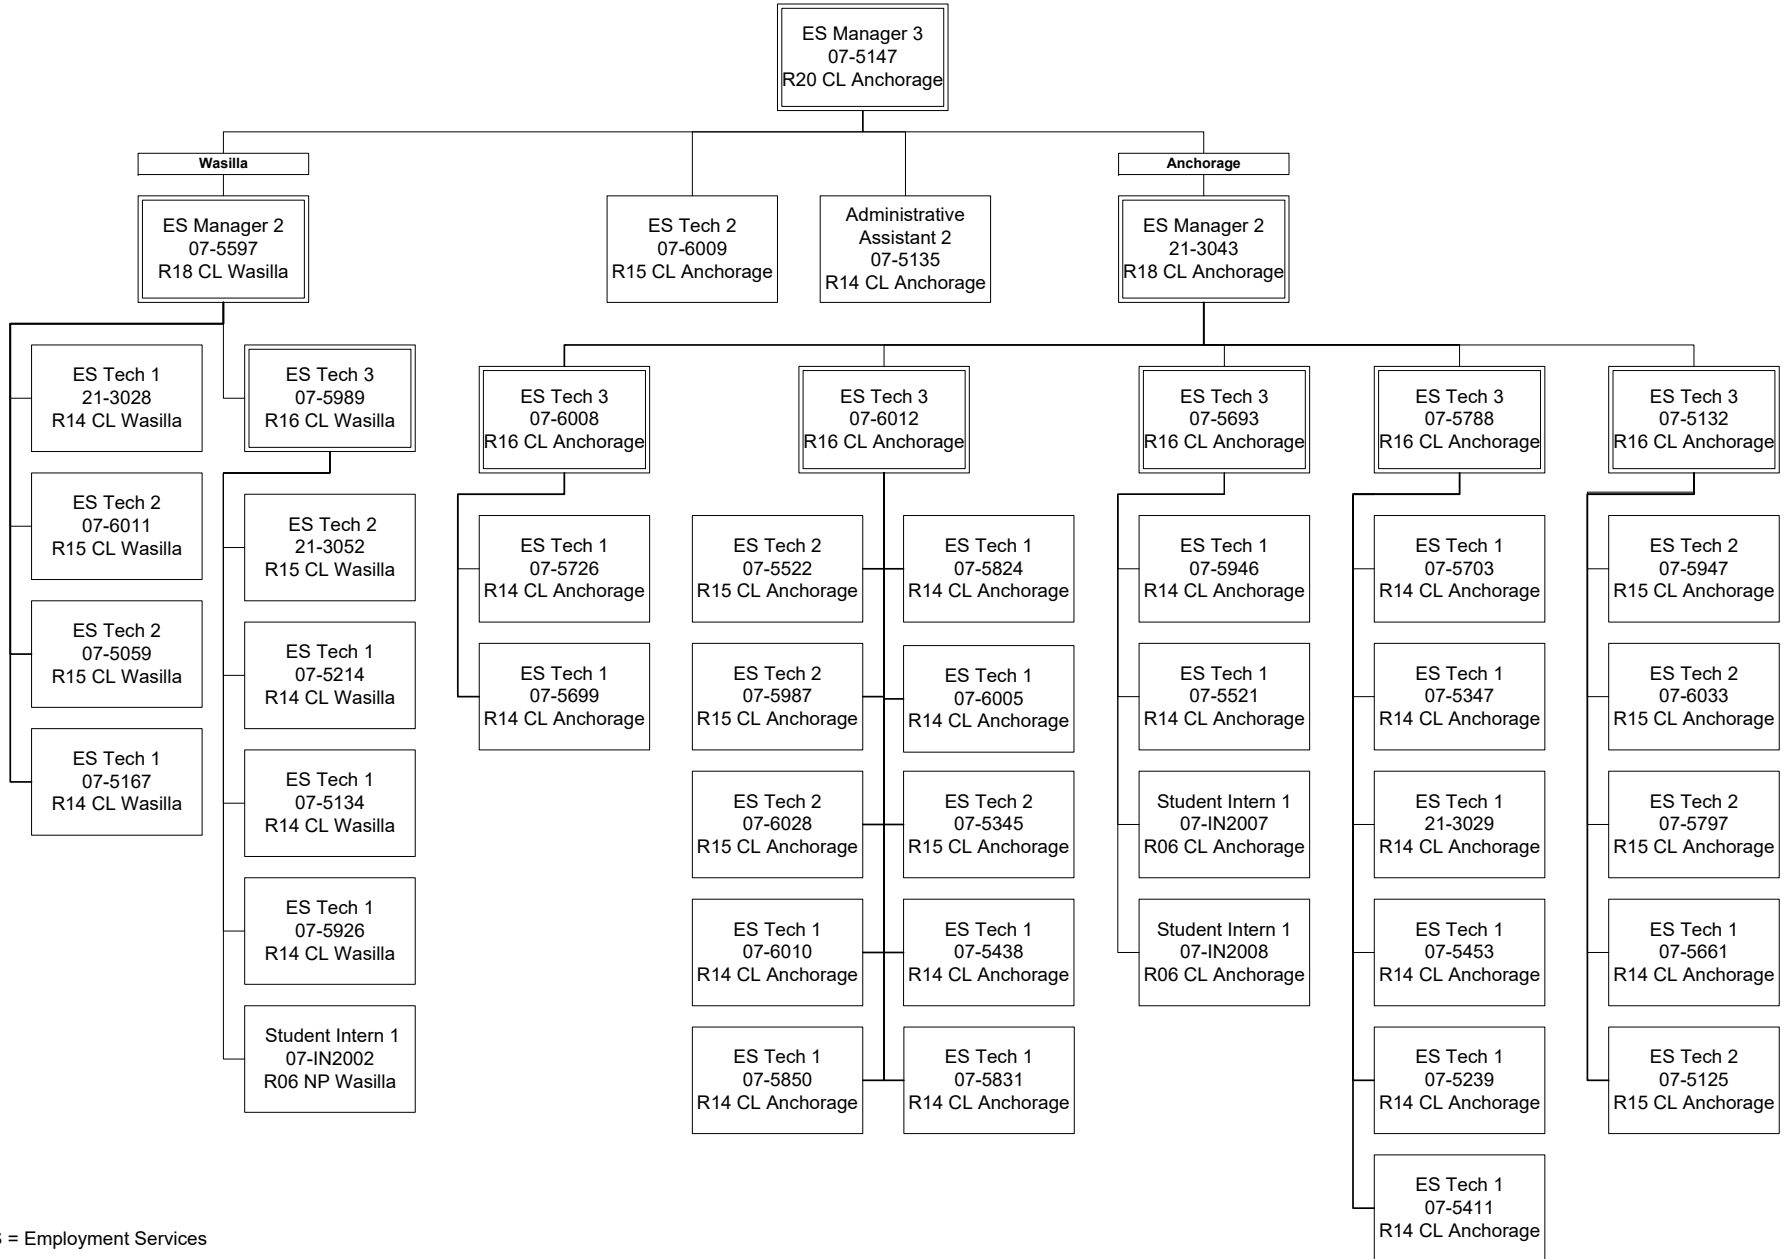 ES Manager 3
07-5147
R20 CL Anchorage
Wasilla
Anchorage
ES Manager 2
07-5597
R18 CL Wasilla
ES Tech 2
07-6009
R15 CL Anchorage
Administrative
Assistant 2
07-5135
R14 CL Anchorage
ES Manager 2
21-3043
R18 CL Anchorage
ES Tech 1
21-3028
R14 CL Wasilla
ES Tech 2
07-6011
R15 CL Wasilla
ES Tech 2
07-5059
R15 CL Wasilla
ES Tech 1
07-5167
R14 CL Wasilla
ES Tech 3
07-5989
R16 CL Wasilla
ES Tech 2
21-3052
R15 CL Wasilla
ES Tech 1
07-5214
R14 CL Wasilla
ES Tech 1
07-5134
R14 CL Wasilla
ES Tech 1
07-5926
R14 CL Wasilla
Student Intern 1
07-IN2002
R06 NP Wasilla
ES Tech 3
07-6008
R16 CL Anchorage
ES Tech 1
07-5726
R14 CL Anchorage
ES Tech 1
07-5699
R14 CL Anchorage
ES Tech 3
07-6012
R16 CL Anchorage
ES Tech 2
07-5522
R15 CL Anchorage
ES Tech 1
07-5824
R14 CL Anchorage
ES Tech 2
07-5987
R15 CL Anchorage
ES Tech 1
07-6005
R14 CL Anchorage
ES Tech 2
07-6028
R15 CL Anchorage
ES Tech 2
07-5345
R15 CL Anchorage
ES Tech 1
07-6010
R14 CL Anchorage
ES Tech 1
07-5438
R14 CL Anchorage
ES Tech 1
07-5850
R14 CL Anchorage
ES Tech 1
07-5831
R14 CL Anchorage
ES Tech 3
07-5693
R16 CL Anchorage
ES Tech 1
07-5946
R14 CL Anchorage
ES Tech 1
07-5521
R14 CL Anchorage
Student Intern 1
07-IN2007
R06 CL Anchorage
Student Intern 1
07-IN2008
R06 CL Anchorage
ES Tech 3
07-5788
R16 CL Anchorage
ES Tech 1
07-5703
R14 CL Anchorage
ES Tech 1
07-5347
R14 CL Anchorage
ES Tech 1
21-3029
R14 CL Anchorage
ES Tech 1
07-5453
R14 CL Anchorage
ES Tech 1
07-5239
R14 CL Anchorage
ES Tech 1
07-5411
R14 CL Anchorage
ES Tech 3
07-5132
R16 CL Anchorage
ES Tech 2
07-5947
R15 CL Anchorage
ES Tech 2
07-6033
R15 CL Anchorage
ES Tech 2
07-5797
R15 CL Anchorage
ES Tech 1
07-5661
R14 CL Anchorage
ES Tech 2
07-5125
R15 CL Anchorage
= Employment Services